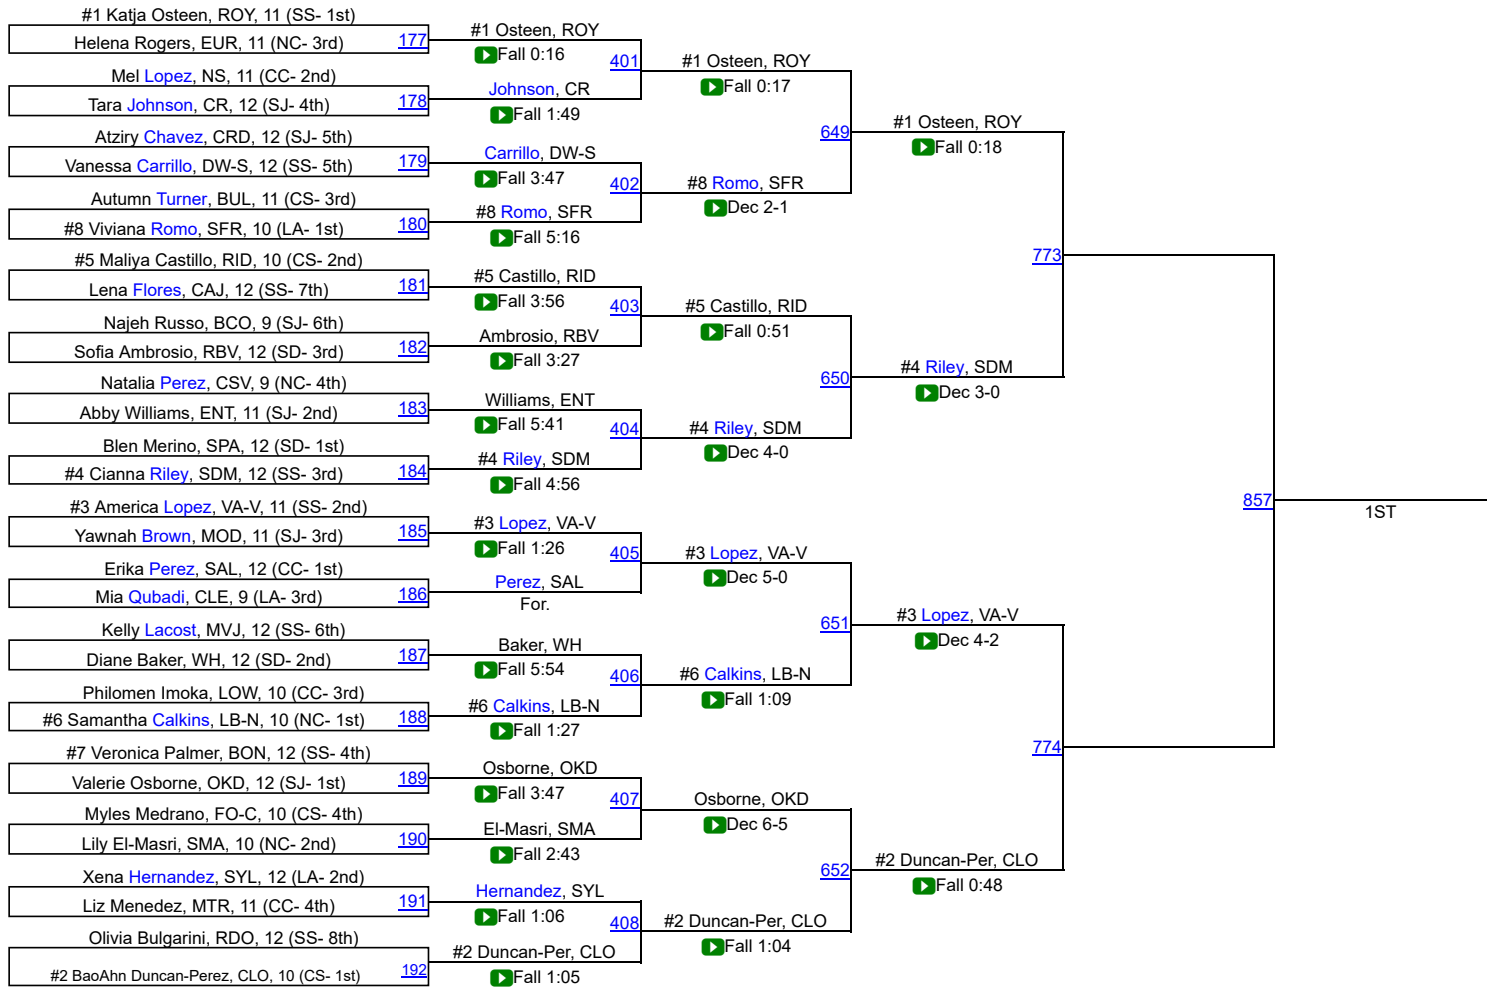 #1 Katja Osteen, ROY, 11 (SS- 1st)
Helena Rogers, EUR, 11 (NC- 3rd)
177
Mel Lopez, NS, 11 (CC- 2nd)
Tara Johnson, CR, 12 (SJ- 4th)
178
Atziry Chavez, CRD, 12 (SJ- 5th)
Vanessa Carrillo, DW-S, 12 (SS- 5th)
179
Autumn Turner, BUL, 11 (CS- 3rd)
#8 Viviana Romo, SFR, 10 (LA- 1st)
180
#5 Maliya Castillo, RID, 10 (CS- 2nd)
Lena Flores, CAJ, 12 (SS- 7th)
181
Najeh Russo, BCO, 9 (SJ- 6th)
Sofia Ambrosio, RBV, 12 (SD- 3rd)
182
Natalia Perez, CSV, 9 (NC- 4th)
Abby Williams, ENT, 11 (SJ- 2nd)
183
Blen Merino, SPA, 12 (SD- 1st)
#4 Cianna Riley, SDM, 12 (SS- 3rd)
184
#3 America Lopez, VA-V, 11 (SS- 2nd)
Yawnah Brown, MOD, 11 (SJ- 3rd)
185
Erika Perez, SAL, 12 (CC- 1st)
Mia Qubadi, CLE, 9 (LA- 3rd)
186
Kelly Lacost, MVJ, 12 (SS- 6th)
Diane Baker, WH, 12 (SD- 2nd)
187
Philomen Imoka, LOW, 10 (CC- 3rd)
#6 Samantha Calkins, LB-N, 10 (NC- 1st)
188
#7 Veronica Palmer, BON, 12 (SS- 4th)
Valerie Osborne, OKD, 12 (SJ- 1st)
189
Myles Medrano, FO-C, 10 (CS- 4th)
Lily El-Masri, SMA, 10 (NC- 2nd)
190
Xena Hernandez, SYL, 12 (LA- 2nd)
Liz Menedez, MTR, 11 (CC- 4th)
191
Olivia Bulgarini, RDO, 12 (SS- 8th)
#2 BaoAhn Duncan-Perez, CLO, 10 (CS- 1st)
192
#1 Osteen, ROY
Fall 0:16
401
Johnson, CR
Fall 1:49
Carrillo, DW-S
Fall 3:47
402
#8 Romo, SFR
Fall 5:16
#5 Castillo, RID
Fall 3:56
403
Ambrosio, RBV
Fall 3:27
Williams, ENT
Fall 5:41
404
#4 Riley, SDM
Fall 4:56
#3 Lopez, VA-V
Fall 1:26
405
Perez, SAL
For.
Baker, WH
Fall 5:54
406
#6 Calkins, LB-N
Fall 1:27
Osborne, OKD
Fall 3:47
407
El-Masri, SMA
Fall 2:43
Hernandez, SYL
Fall 1:06
408
#2 Duncan-Per, CLO
Fall 1:05
#1 Osteen, ROY
Fall 0:17
649
#8 Romo, SFR
Dec 2-1
#5 Castillo, RID
Fall 0:51
650
#4 Riley, SDM
Dec 4-0
#3 Lopez, VA-V
Dec 5-0
651
#6 Calkins, LB-N
Fall 1:09
Osborne, OKD
Dec 6-5
652
#2 Duncan-Per, CLO
Fall 1:04
#1 Osteen, ROY
Fall 0:18
773
#4 Riley, SDM
Dec 3-0
#3 Lopez, VA-V
Dec 4-2
774
#2 Duncan-Per, CLO
Fall 0:48
857
1ST